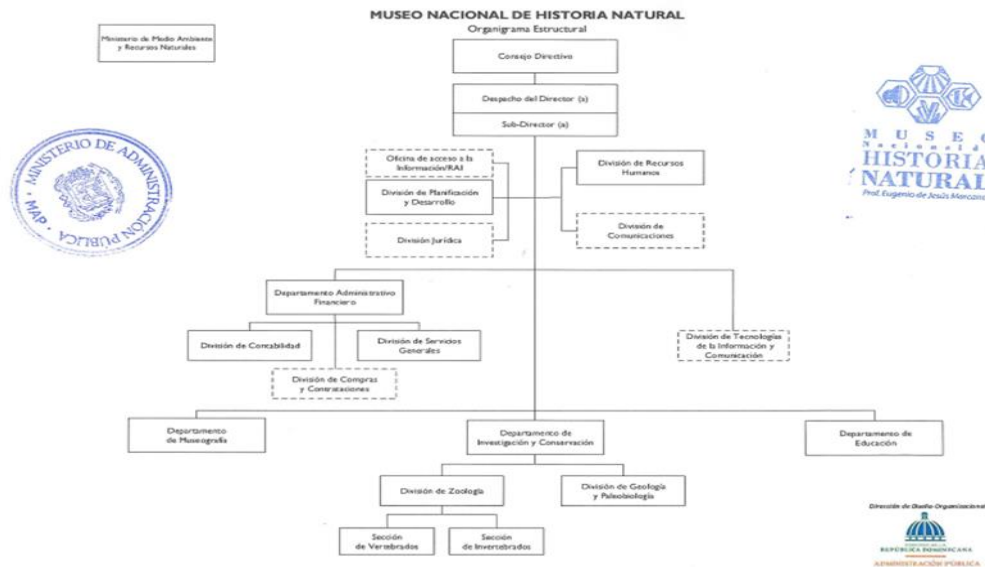 MUSEO NACIONAL DE HISTORIA NATURAL
Organigrama Estructural
Ministerio de Medio Ambiente
y Recursos Naturales
Consejo Directivo
Despacho del Director (a)
Sub-Director (a)
MINISTERIO DE ADMINISTRACIÓN PÚBLICA
MAP
MUSEO
Nacional d
HISTORIA
NATURAL
Prof. Eugenio de Jesús Marcano
Oficina de acceso a la
Información/RAI
División de Planificación
y Desarrollo
División Jurídica
División de Recursos
Humanos
División de
Comunicaciones
Departamento Administrativo
Financiero
División de Contabilidad
División de Servicios
Generales
División de Compras
y Contrataciones
División de Tecnologías
de la Información y
Comunicación
Departamento
de Museografía
Departamento de
Investigación y Conservación
Departamento de
Educación
División de Zoología
División de Geología
y Paleobiología
Sección
de Vertebrados
Sección
de Invertebrados
Dirección de Diseño Organizacional
REPÚBLICA DOMINICANA
ADMINISTRACIÓN PÚBLICA